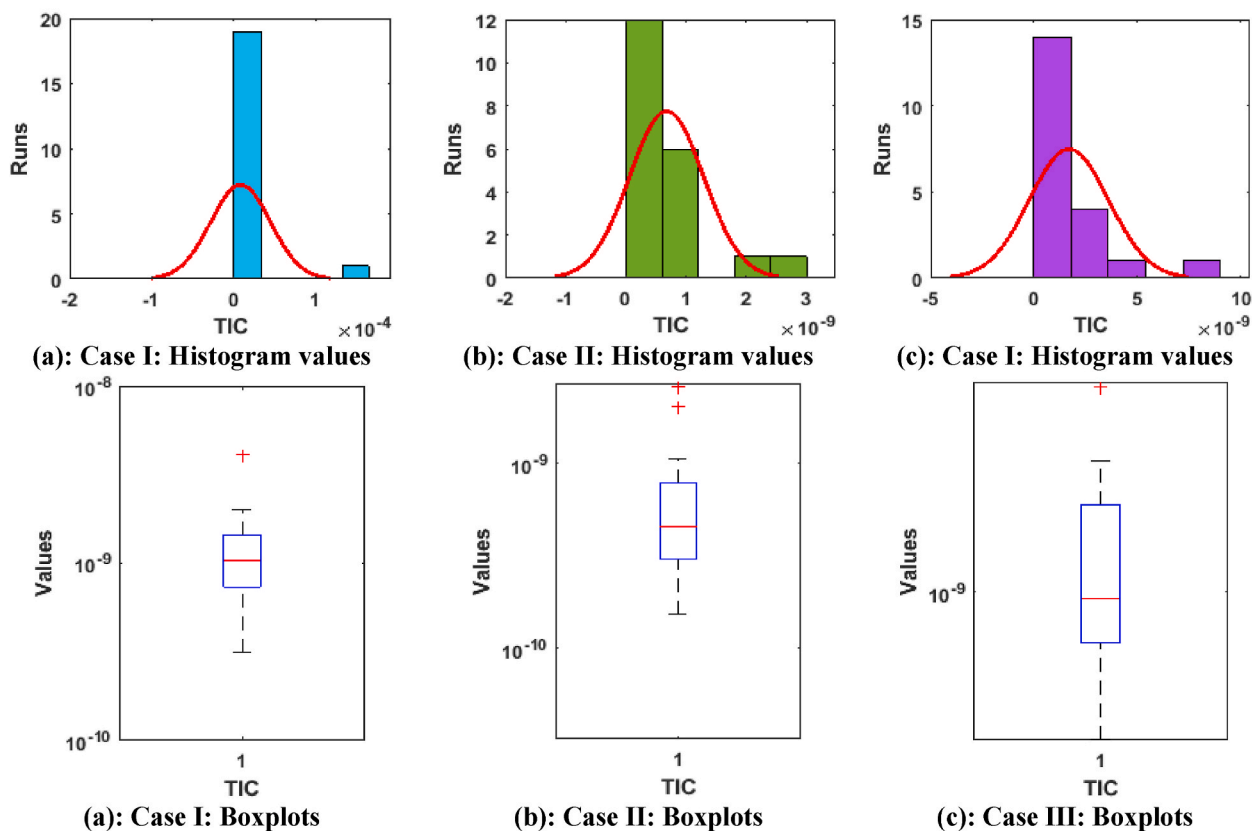 20
15
10
5
0
Runs
-2
-1
0
1
×10-4
TIC
(a): Case I: Histogram values
12
10
8
6
4
2
0
Runs
-2
-1
0
1
2
3
×10-9
TIC
(b): Case II: Histogram values
15
10
5
0
Runs
-5
0
5
10
×10-9
TIC
(c): Case I: Histogram values
10-8
10-9
10-10
Values
1
TIC
(a): Case I: Boxplots
10-9
10-10
Values
1
TIC
(b): Case II: Boxplots
10-9
Values
1
TIC
(c): Case III: Boxplots